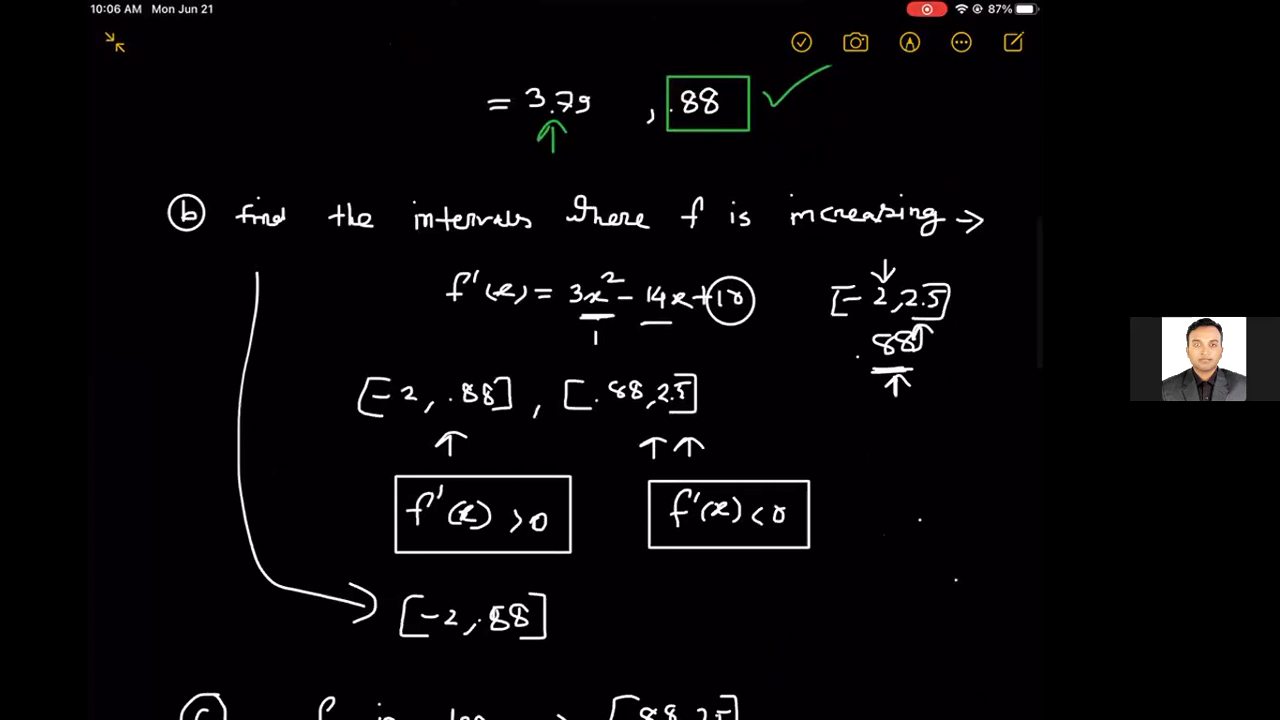 10:06 AM Mon Jun 21
87%
= 3.79 , .88
b find the intervals where f is increasing →
f'(x) = 3x² - 14x + 10 [-2, 2.5]
.88
[-2, .88] , [.88, 2.5]
f'(x) > 0 f'(x) < 0
[-2, .88]
c f